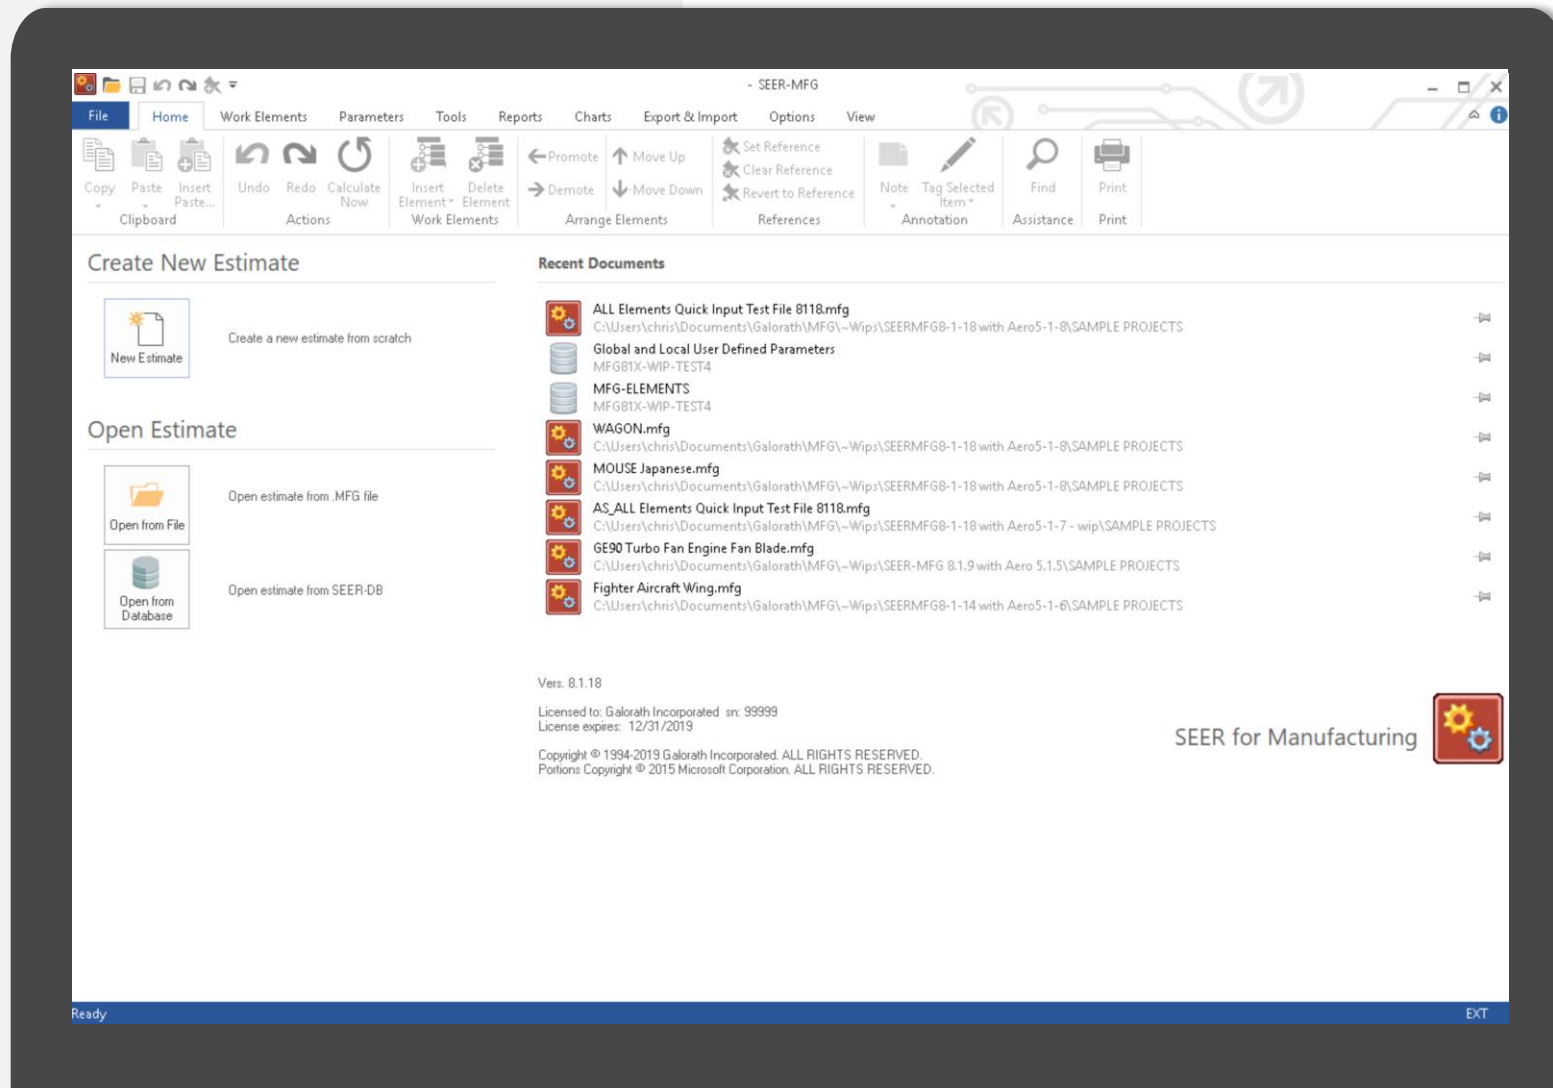 - SEER-MFG
File Home Work Elements Parameters Tools Reports Charts Export & Import Options View
Copy Paste Insert Paste...
Clipboard
Undo Redo Calculate Now
Actions
Insert Element Delete Element
Work Elements
Promote Move Up
Demote Move Down
Arrange Elements
Set Reference
Clear Reference
Revert to Reference
References
Note Tag Selected Item
Annotation
Find
Assistance
Print
Print
Create New Estimate
New Estimate
Create a new estimate from scratch
Open Estimate
Open from File
Open estimate from .MFG file
Open from Database
Open estimate from SEER-DB
Recent Documents
ALL Elements Quick Input Test File 8118.mfg
C:\Users\chris\Documents\Galorath\MFG\~Wips\SEERMFG8-1-18 with Aero5-1-8\SAMPLE PROJECTS
Global and Local User Defined Parameters
MFG81X-WIP-TEST4
MFG-ELEMENTS
MFG81X-WIP-TEST4
WAGON.mfg
C:\Users\chris\Documents\Galorath\MFG\~Wips\SEERMFG8-1-18 with Aero5-1-8\SAMPLE PROJECTS
MOUSE Japanese.mfg
C:\Users\chris\Documents\Galorath\MFG\~Wips\SEERMFG8-1-18 with Aero5-1-8\SAMPLE PROJECTS
AS_ALL Elements Quick Input Test File 8118.mfg
C:\Users\chris\Documents\Galorath\MFG\~Wips\SEERMFG8-1-18 with Aero5-1-7 - wip\SAMPLE PROJECTS
GE90 Turbo Fan Engine Fan Blade.mfg
C:\Users\chris\Documents\Galorath\MFG\~Wips\SEER-MFG 8.1.9 with Aero 5.1.5\SAMPLE PROJECTS
Fighter Aircraft Wing.mfg
C:\Users\chris\Documents\Galorath\MFG\~Wips\SEERMFG8-1-14 with Aero5-1-6\SAMPLE PROJECTS
Vers. 8.1.18
Licensed to: Galorath Incorporated sn: 99999
License expires: 12/31/2019
Copyright © 1994-2019 Galorath Incorporated. ALL RIGHTS RESERVED.
Portions Copyright © 2015 Microsoft Corporation. ALL RIGHTS RESERVED.
SEER for Manufacturing
Ready EXT